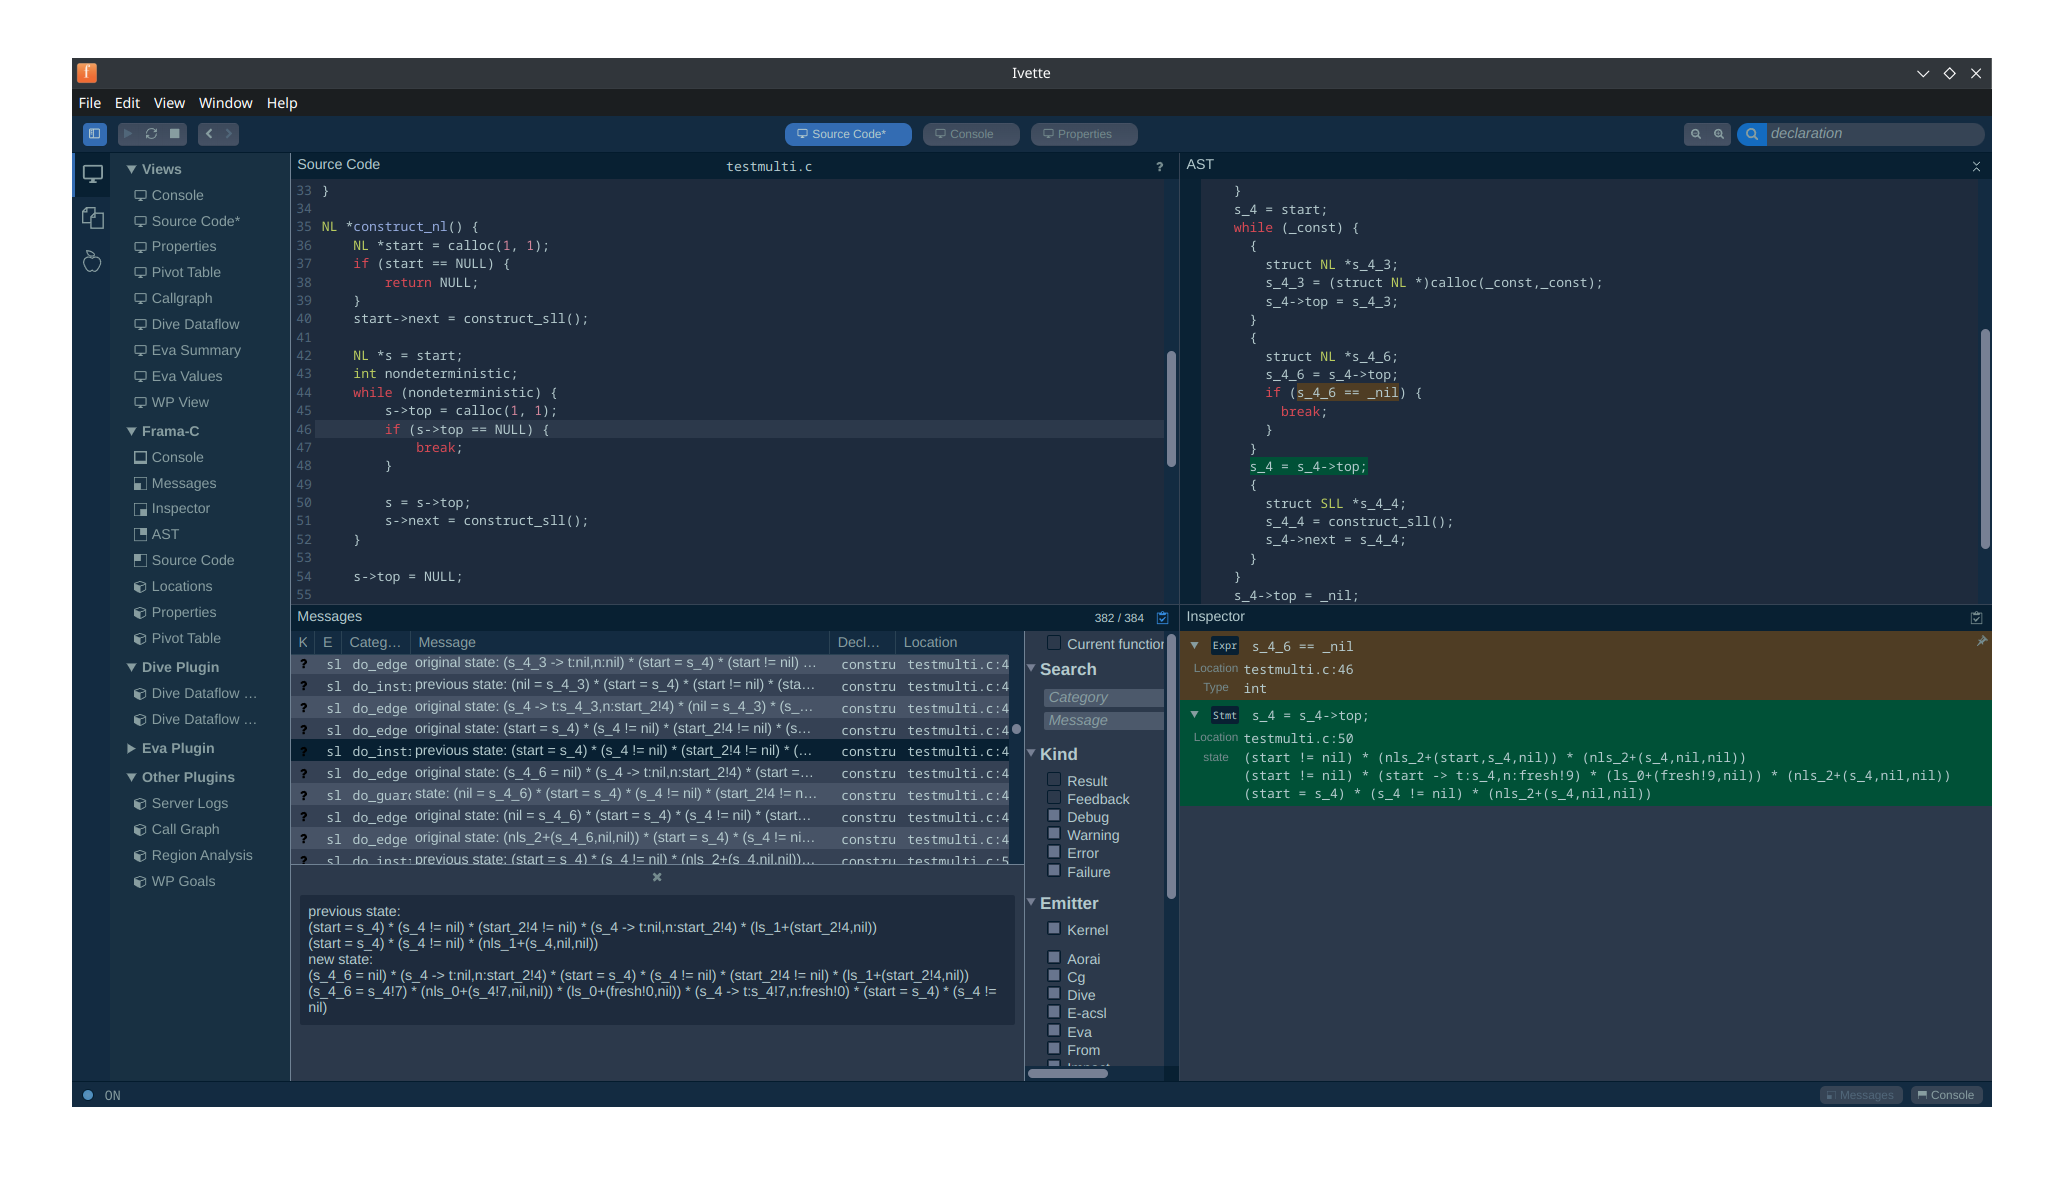 Ivette
File Edit View Window Help
Source Code* Console Properties declaration
Views
Console
Source Code*
Properties
Pivot Table
Callgraph
Dive Dataflow
Eva Summary
Eva Values
WP View
Frama-C
Console
Messages
Inspector
AST
Source Code
Locations
Properties
Pivot Table
Dive Plugin
Dive Dataflow ...
Dive Dataflow ...
Eva Plugin
Other Plugins
Server Logs
Call Graph
Region Analysis
WP Goals
Source Code testmulti.c ?
33 }
34
35 NL *construct_nl() {
36 NL *start = calloc(1, 1);
37 if (start == NULL) {
38 return NULL;
39 }
40 start->next = construct_sll();
41
42 NL *s = start;
43 int nondeterministic;
44 while (nondeterministic) {
45 s->top = calloc(1, 1);
46 if (s->top == NULL) {
47 break;
48 }
49
50 s = s->top;
51 s->next = construct_sll();
52 }
53
54 s->top = NULL;
55
AST
}
s_4 = start;
while (_const) {
{
struct NL *s_4_3;
s_4_3 = (struct NL *)calloc(_const,_const);
s_4->top = s_4_3;
}
{
struct NL *s_4_6;
s_4_6 = s_4->top;
if (s_4_6 == _nil) {
break;
}
}
s_4 = s_4->top;
{
struct SLL *s_4_4;
s_4_4 = construct_sll();
s_4->next = s_4_4;
}
}
s_4->top = _nil;
Messages 382 / 384
K E Categ... Message Decl... Location
? sl do_edge original state: (s_4_3 -> t:nil,n:nil) * (start = s_4) * (start != nil) ... constru testmulti.c:4
? sl do_inst: previous state: (nil = s_4_3) * (start = s_4) * (start != nil) * (sta... constru testmulti.c:4
? sl do_edge original state: (s_4 -> t:s_4_3,n:start_2!4) * (nil = s_4_3) * (s_... constru testmulti.c:4
? sl do_edge original state: (start = s_4) * (s_4 != nil) * (start_2!4 != nil) * (s... constru testmulti.c:4
? sl do_inst: previous state: (start = s_4) * (s_4 != nil) * (start_2!4 != nil) * (... constru testmulti.c:4
? sl do_edge original state: (s_4_6 = nil) * (s_4 -> t:nil,n:start_2!4) * (start =... constru testmulti.c:4
? sl do_guar state: (nil = s_4_6) * (start = s_4) * (s_4 != nil) * (start_2!4 != n... constru testmulti.c:4
? sl do_edge original state: (nil = s_4_6) * (start = s_4) * (s_4 != nil) * (start... constru testmulti.c:4
? sl do_edge original state: (nls_2+(s_4_6,nil,nil)) * (start = s_4) * (s_4 != ni... constru testmulti.c:4
? sl do_inst: previous state: (start = s_4) * (s_4 != nil) * (nls_2+(s_4,nil,nil))... constru testmulti.c:5
previous state:
(start = s_4) * (s_4 != nil) * (start_2!4 != nil) * (s_4 -> t:nil,n:start_2!4) * (ls_1+(start_2!4,nil))
(start = s_4) * (s_4 != nil) * (nls_1+(s_4,nil,nil))
new state:
(s_4_6 = nil) * (s_4 -> t:nil,n:start_2!4) * (start = s_4) * (s_4 != nil) * (start_2!4 != nil) * (ls_1+(start_2!4,nil))
(s_4_6 = s_4!7) * (nls_0+(s_4!7,nil,nil)) * (ls_0+(fresh!0,nil)) * (s_4 -> t:s_4!7,n:fresh!0) * (start = s_4) * (s_4 !=
nil)
Current function
Search
Category
Message
Kind
Result
Feedback
Debug
Warning
Error
Failure
Emitter
Kernel
Aorai
Cg
Dive
E-acsl
Eva
From
Inspector
Expr s_4_6 == _nil
Location testmulti.c:46
Type int
Stmt s_4 = s_4->top;
Location testmulti.c:50
state (start != nil) * (nls_2+(start,s_4,nil)) * (nls_2+(s_4,nil,nil))
(start != nil) * (start -> t:s_4,n:fresh!9) * (ls_0+(fresh!9,nil)) * (nls_2+(s_4,nil,nil))
(start = s_4) * (s_4 != nil) * (nls_2+(s_4,nil,nil))
ON Messages Console